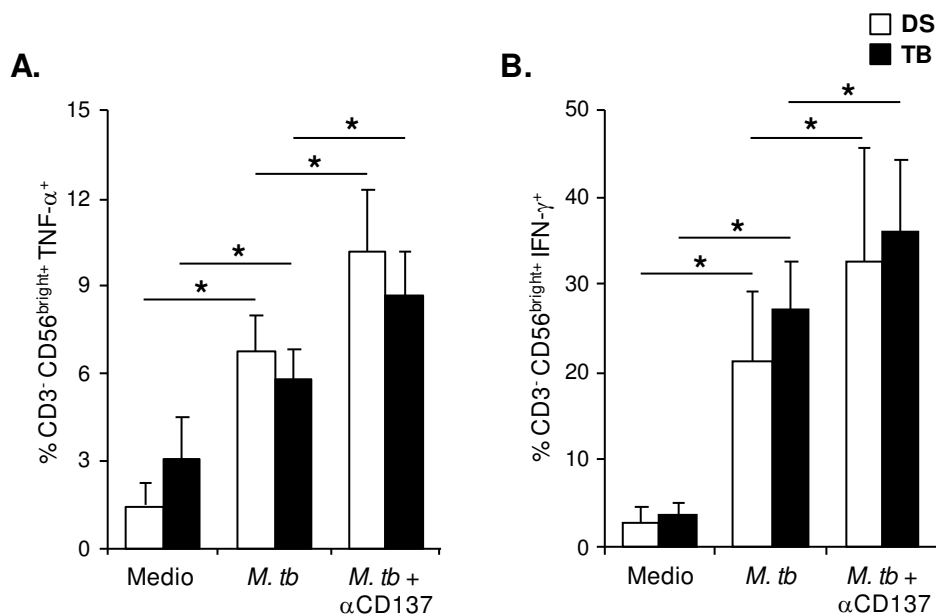 DS
TB
A.
% CD3- CD56bright+ TNF-α+
15
12
9
6
3
0
* * * *
Medio M. tb M. tb +
αCD137
B.
% CD3- CD56bright+ IFN-γ+
50
40
30
20
10
0
* * * *
Medio M. tb M. tb +
αCD137